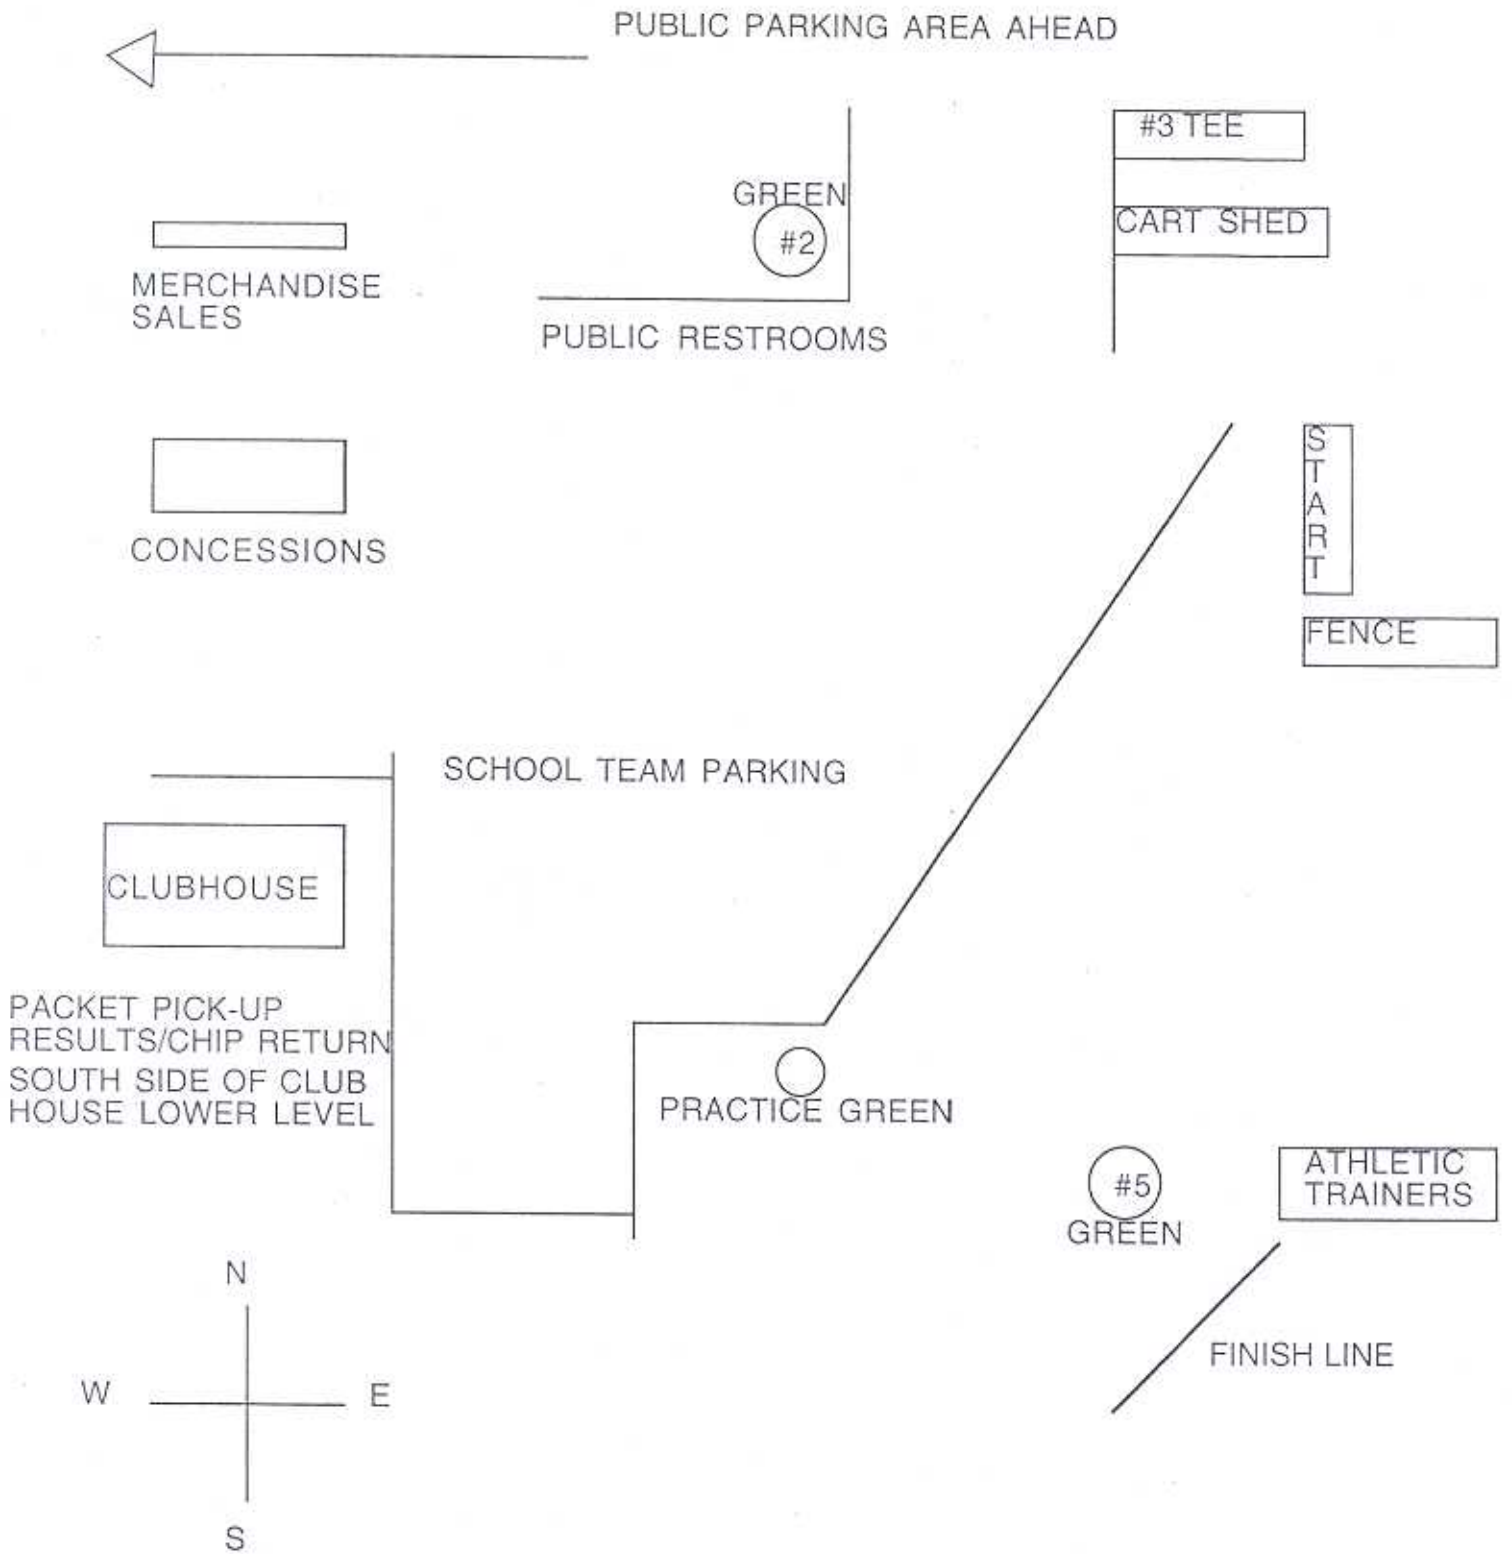 PUBLIC PARKING AREA AHEAD
#3 TEE
GREEN
#2
CART SHED
MERCHANDISE
SALES
PUBLIC RESTROOMS
START
CONCESSIONS
FENCE
SCHOOL TEAM PARKING
CLUBHOUSE
PACKET PICK-UP
RESULTS/CHIP RETURN
SOUTH SIDE OF CLUB
HOUSE LOWER LEVEL
PRACTICE GREEN
#5
GREEN
ATHLETIC
TRAINERS
FINISH LINE
N
W E
S